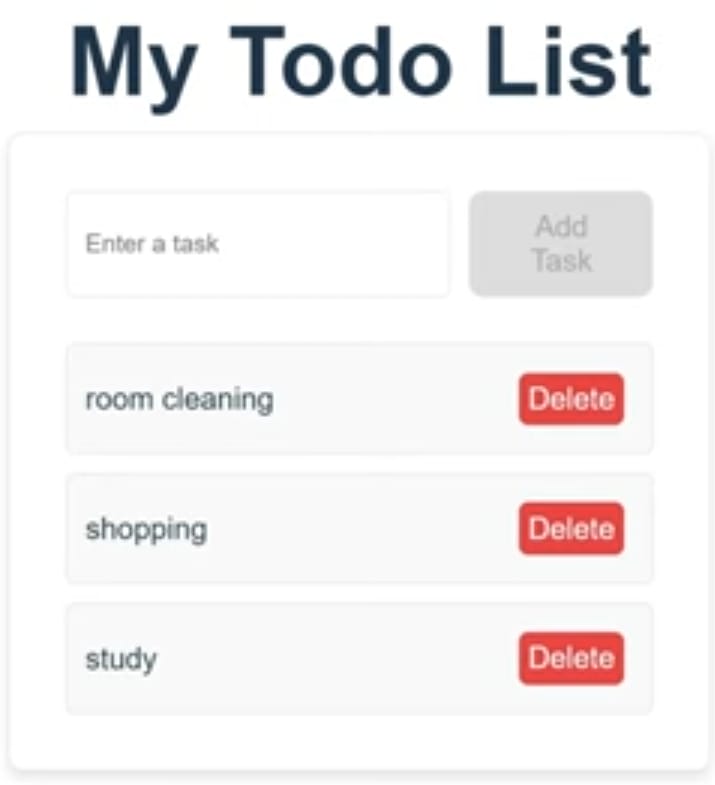 My Todo List
Enter a task
Add
Task
room cleaning
Delete
shopping
Delete
study
Delete